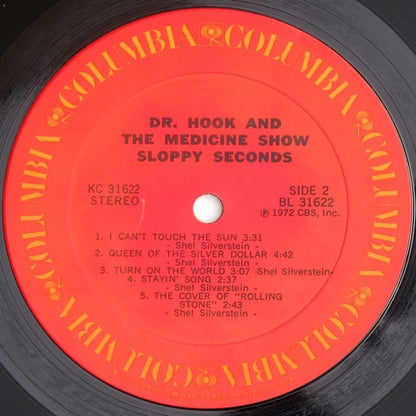 COLUMBIA COLUMBIA COLUMBIA COLUMBIA COLUMBIA COLUMBIA
DR. HOOK AND
THE MEDICINE SHOW
SLOPPY SECONDS
KC 31622
STEREO
SIDE 2
BL 31622
Ⓟ 1972 CBS, Inc.
1. I CAN'T TOUCH THE SUN 3:31
- Shel Silverstein -
2. QUEEN OF THE SILVER DOLLAR 4:42
- Shel Silverstein -
3. TURN ON THE WORLD 3:07 -Shel Silverstein-
4. STAYIN' SONG 2:37
- Shel Silverstein -
5. THE COVER OF "ROLLING
STONE" 2:43
- Shel Silverstein -